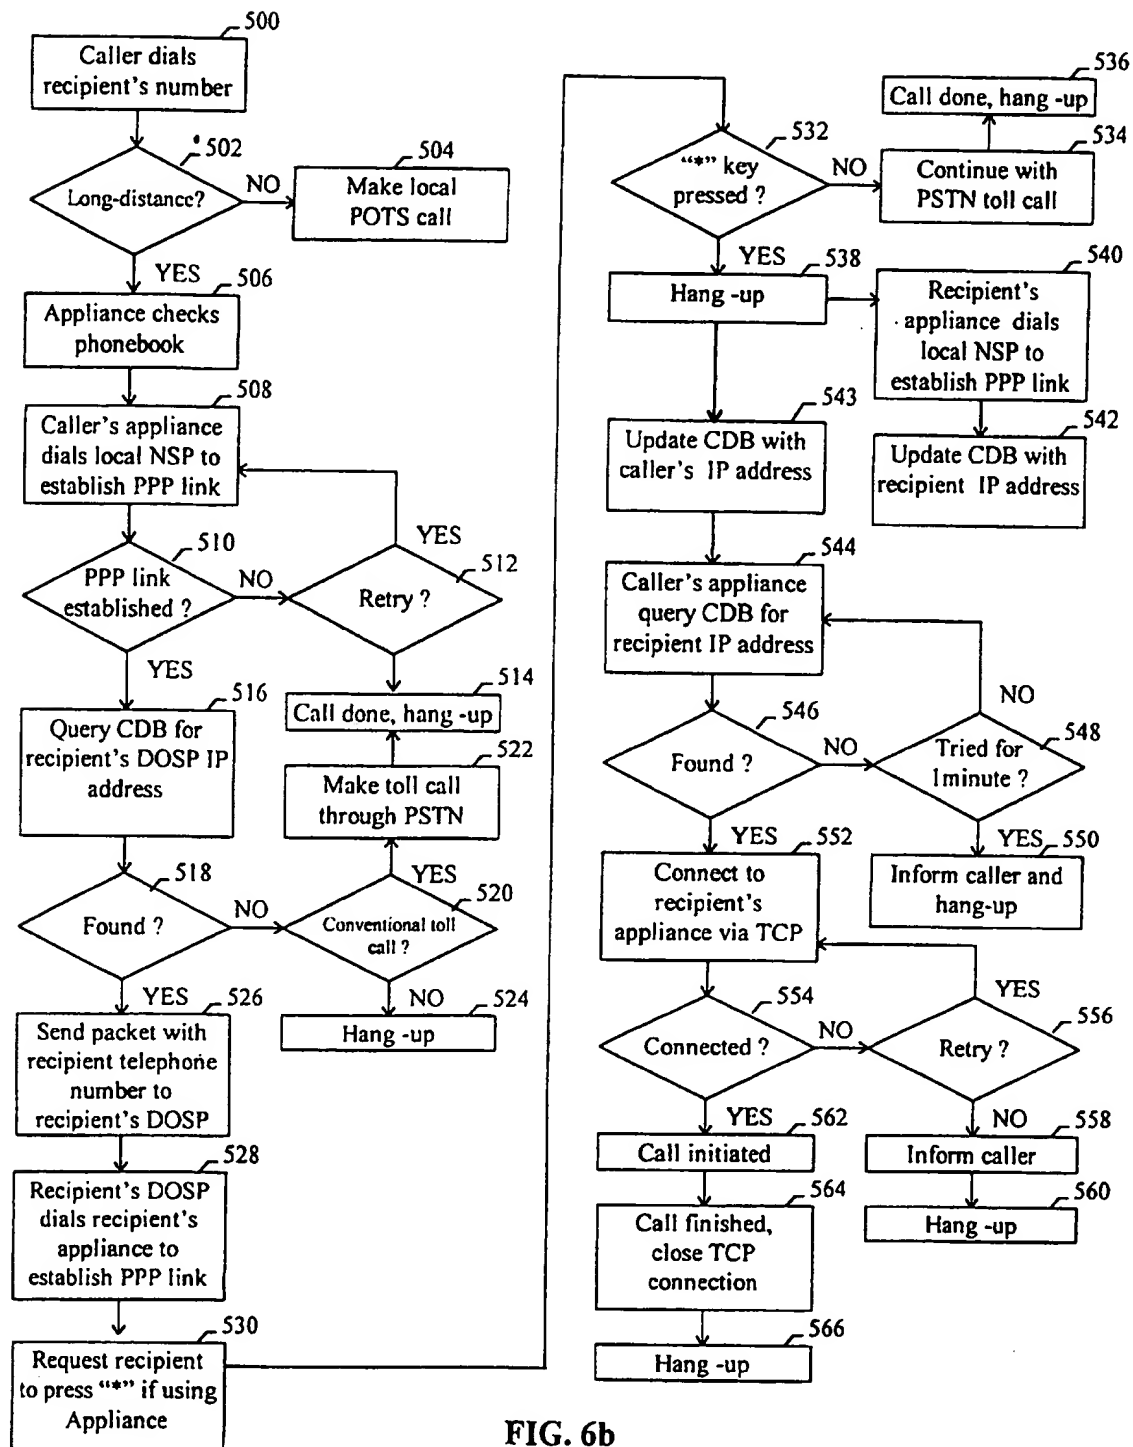 500
Caller dials
recipient's number
502
Long-distance?
NO
504
Make local
POTS call
YES
506
Appliance checks
phonebook
508
Caller's appliance
dials local NSP to
establish PPP link
510
PPP link
established ?
NO
YES
512
Retry ?
514
Call done, hang -up
YES
516
Query CDB for
recipient's DOSP IP
address
522
Make toll call
through PSTN
518
Found ?
NO
YES
520
Conventional toll
call ?
NO
524
Hang -up
YES
526
Send packet with
recipient telephone
number to
recipient's DOSP
528
Recipient's DOSP
dials recipient's
appliance to
establish PPP link
530
Request recipient
to press "*" if using
Appliance
532
"*" key
pressed ?
NO
534
Continue with
PSTN toll call
536
Call done, hang -up
YES
538
Hang -up
540
Recipient's
appliance dials
local NSP to
establish PPP link
542
Update CDB with
recipient IP address
543
Update CDB with
caller's IP address
544
Caller's appliance
query CDB for
recipient IP address
546
Found ?
NO
NO
548
Tried for
1minute ?
YES
550
Inform caller and
hang-up
YES
552
Connect to
recipient's
appliance via TCP
554
Connected ?
NO
YES
556
Retry ?
NO
558
Inform caller
560
Hang -up
YES
562
Call initiated
564
Call finished,
close TCP
connection
566
Hang -up
FIG. 6b